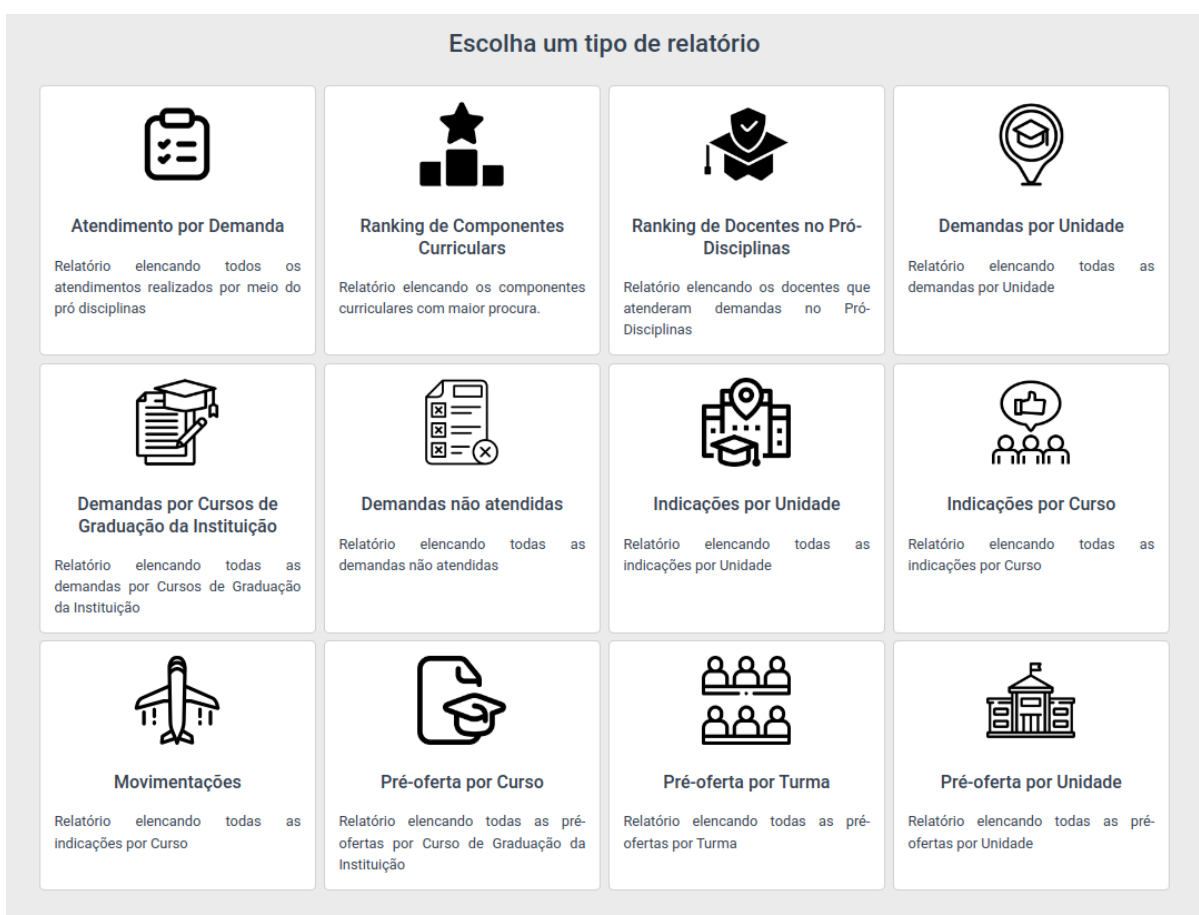 Escolha um tipo de relatório
Atendimento por Demanda
Relatório elencando todos os
atendimentos realizados por meio do
pró disciplinas
Ranking de Componentes
Curriculars
Relatório elencando os componentes
curriculares com maior procura.
Ranking de Docentes no Pró-
Disciplinas
Relatório elencando os docentes que
atenderam demandas no Pró-
Disciplinas
Demandas por Unidade
Relatório elencando todas as
demandas por Unidade
Demandas por Cursos de
Graduação da Instituição
Relatório elencando todas as
demandas por Cursos de Graduação
da Instituição
Demandas não atendidas
Relatório elencando todas as
demandas não atendidas
Indicações por Unidade
Relatório elencando todas as
indicações por Unidade
Indicações por Curso
Relatório elencando todas as
indicações por Curso
Movimentações
Relatório elencando todas as
indicações por Curso
Pré-oferta por Curso
Relatório elencando todas as pré-
ofertas por Curso de Graduação da
Instituição
Pré-oferta por Turma
Relatório elencando todas as pré-
ofertas por Turma
Pré-oferta por Unidade
Relatório elencando todas as pré-
ofertas por Unidade